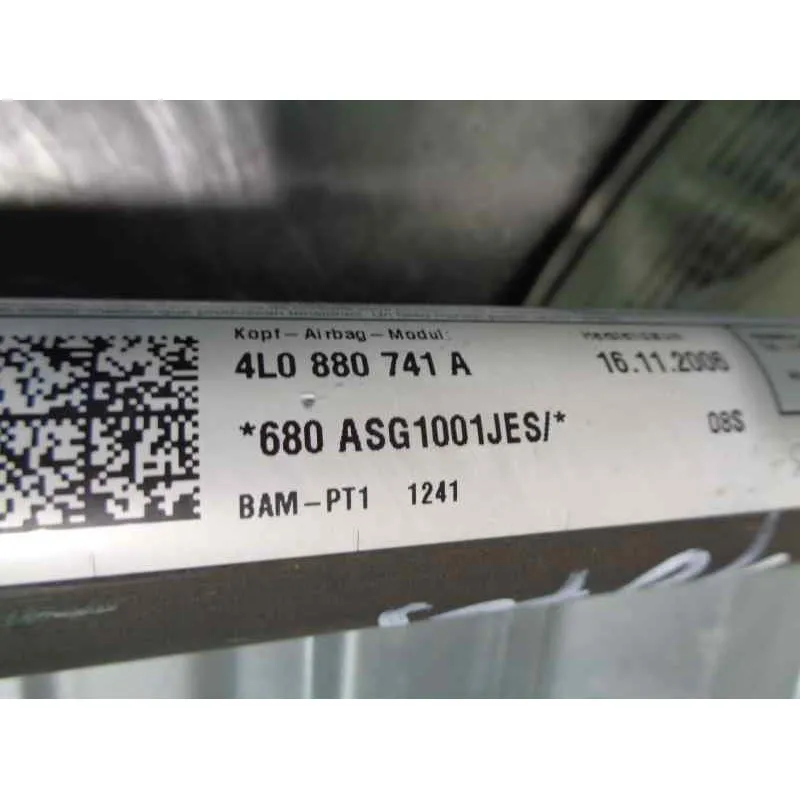 Kopf-Airbag-Modul:
4L0 880 741 A
16.11.2006
*680 ASG1001JES/*
08S
BAM-PT1 1241